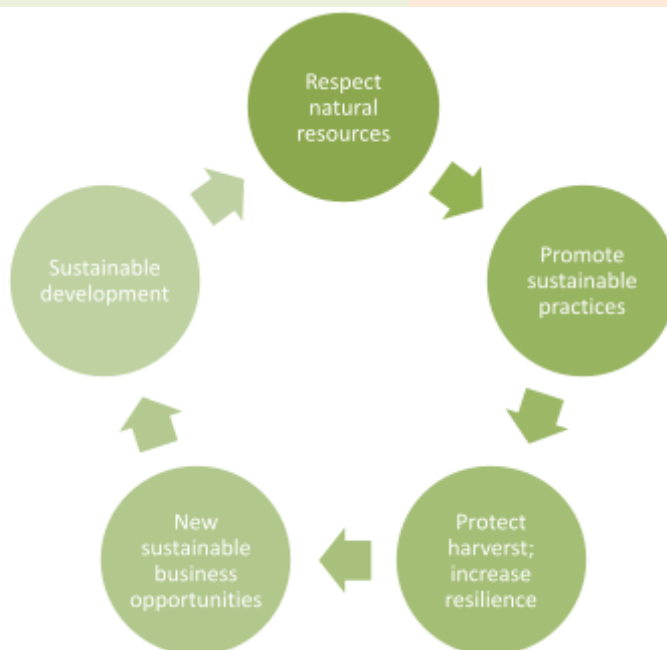 Respect
natural
resources
Promote
sustainable
practices
Protect
harverst;
increase
resilience
New
sustainable
business
opportunities
Sustainable
development